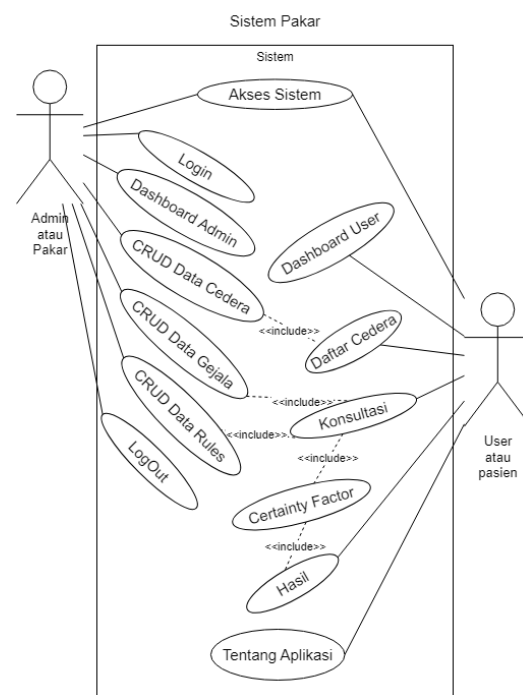 Sistem Pakar
Sistem
Akses Sistem
Login
Dashboard Admin
Admin
atau
Pakar
Dashboard User
CRUD Data Cedera
<<include>>
Daftar Cedera
CRUD Data Gejala
<<include>>
Konsultasi
CRUD Data Rules
<<include>>
User
atau
pasien
LogOut
<<include>>
Certainty Factor
<<include>>
Hasil
Tentang Aplikasi